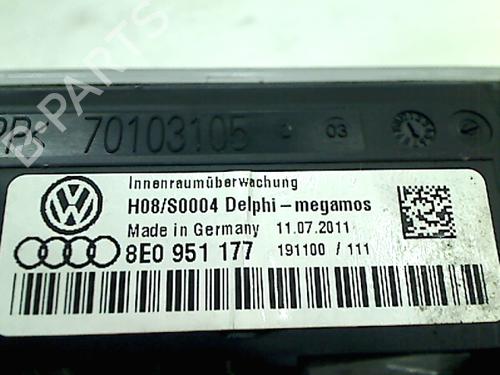 B-PARTS
PP< 70103105
03
Innenraumüberwachung
H08/S0004 Delphi-megamos
Made in Germany 11.07.2011
8E0 951 177 191100 / 111